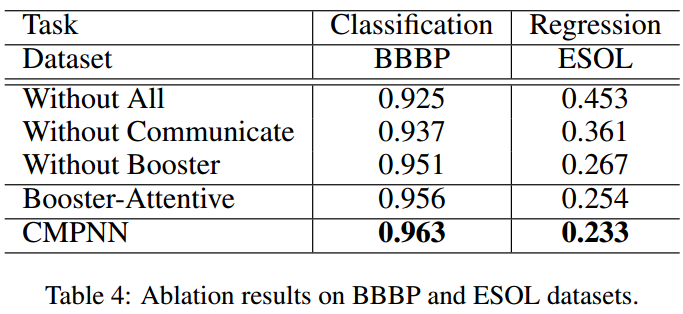 Task Classification Regression
Dataset BBBP ESOL
Without All 0.925 0.453
Without Communicate 0.937 0.361
Without Booster 0.951 0.267
Booster-Attentive 0.956 0.254
CMPNN 0.963 0.233
Table 4: Ablation results on BBBP and ESOL datasets.